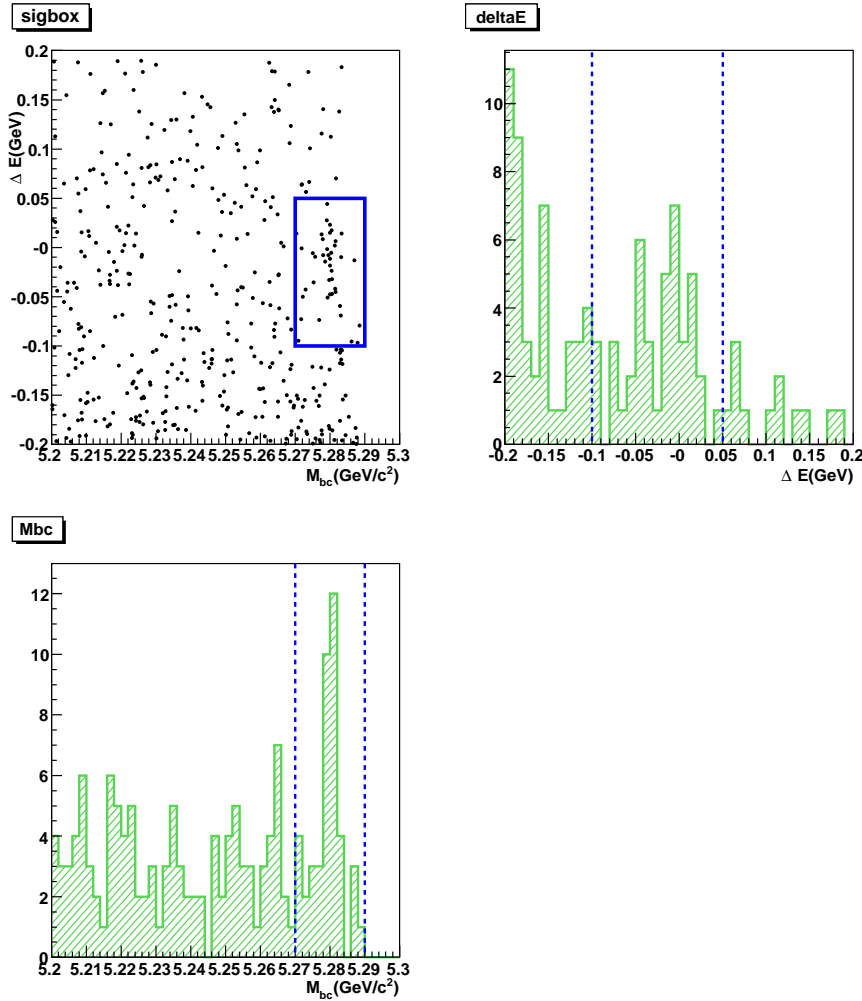 sigbox
Δ E(GeV)
0.2
0.15
0.1
0.05
-0
-0.05
-0.1
-0.15
-0.2
5.2 5.21 5.22 5.23 5.24 5.25 5.26 5.27 5.28 5.29 5.3
M_bc(GeV/c²)
deltaE
10
8
6
4
2
0
-0.2 -0.15 -0.1 -0.05 -0 0.05 0.1 0.15 0.2
Δ E(GeV)
Mbc
12
10
8
6
4
2
0
5.2 5.21 5.22 5.23 5.24 5.25 5.26 5.27 5.28 5.29 5.3
M_bc(GeV/c²)